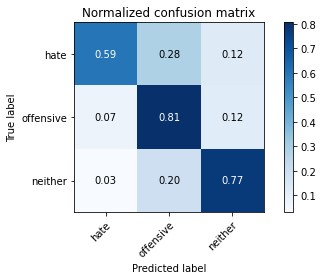 Normalized confusion matrix
True label
hate
offensive
neither
0.59 0.28 0.12
0.07 0.81 0.12
0.03 0.20 0.77
hate
offensive
neither
Predicted label
0.8
0.7
0.6
0.5
0.4
0.3
0.2
0.1